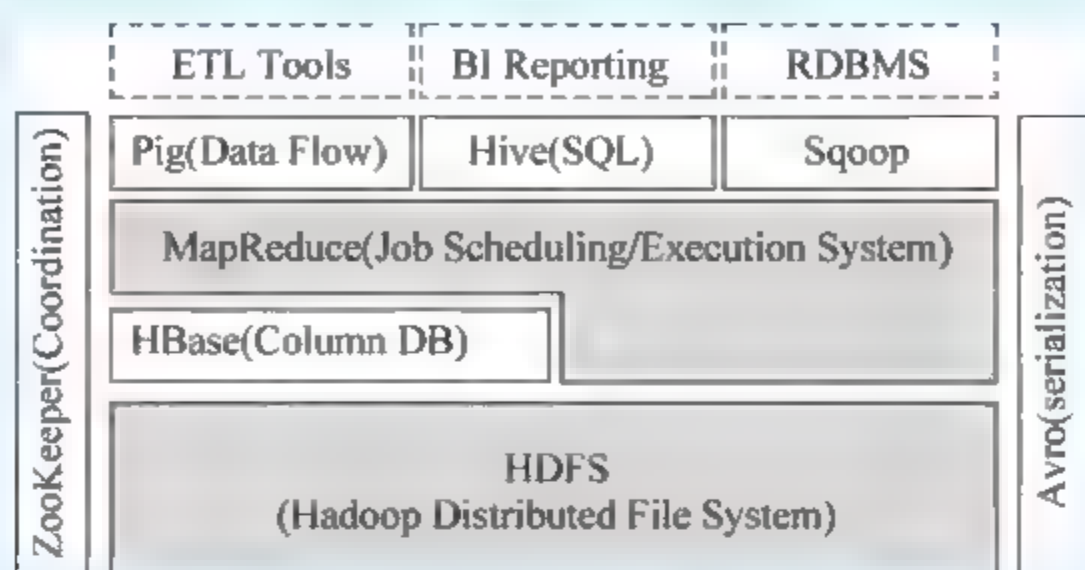 ETL Tools
BI Reporting
RDBMS
Pig(Data Flow)
Hive(SQL)
Sqoop
MapReduce(Job Scheduling/Execution System)
HBase(Column DB)
HDFS
(Hadoop Distributed File System)
ZooKeeper(Coordination)
Avro(serialization)